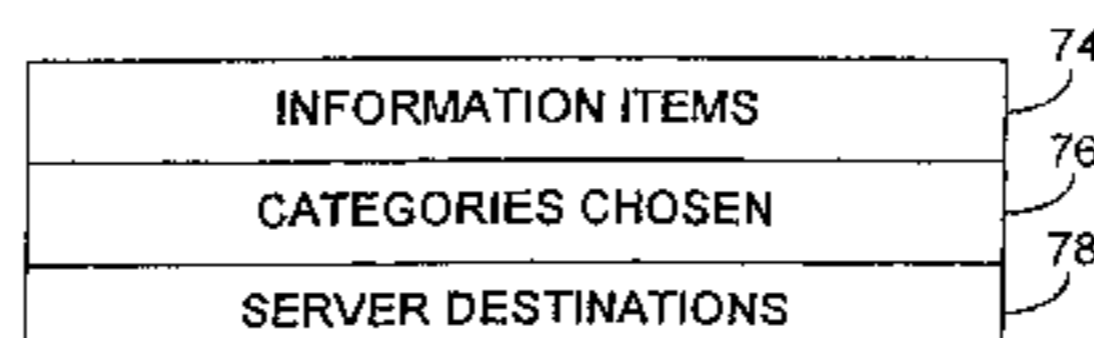 74
INFORMATION ITEMS
76
CATEGORIES CHOSEN
78
SERVER DESTINATIONS